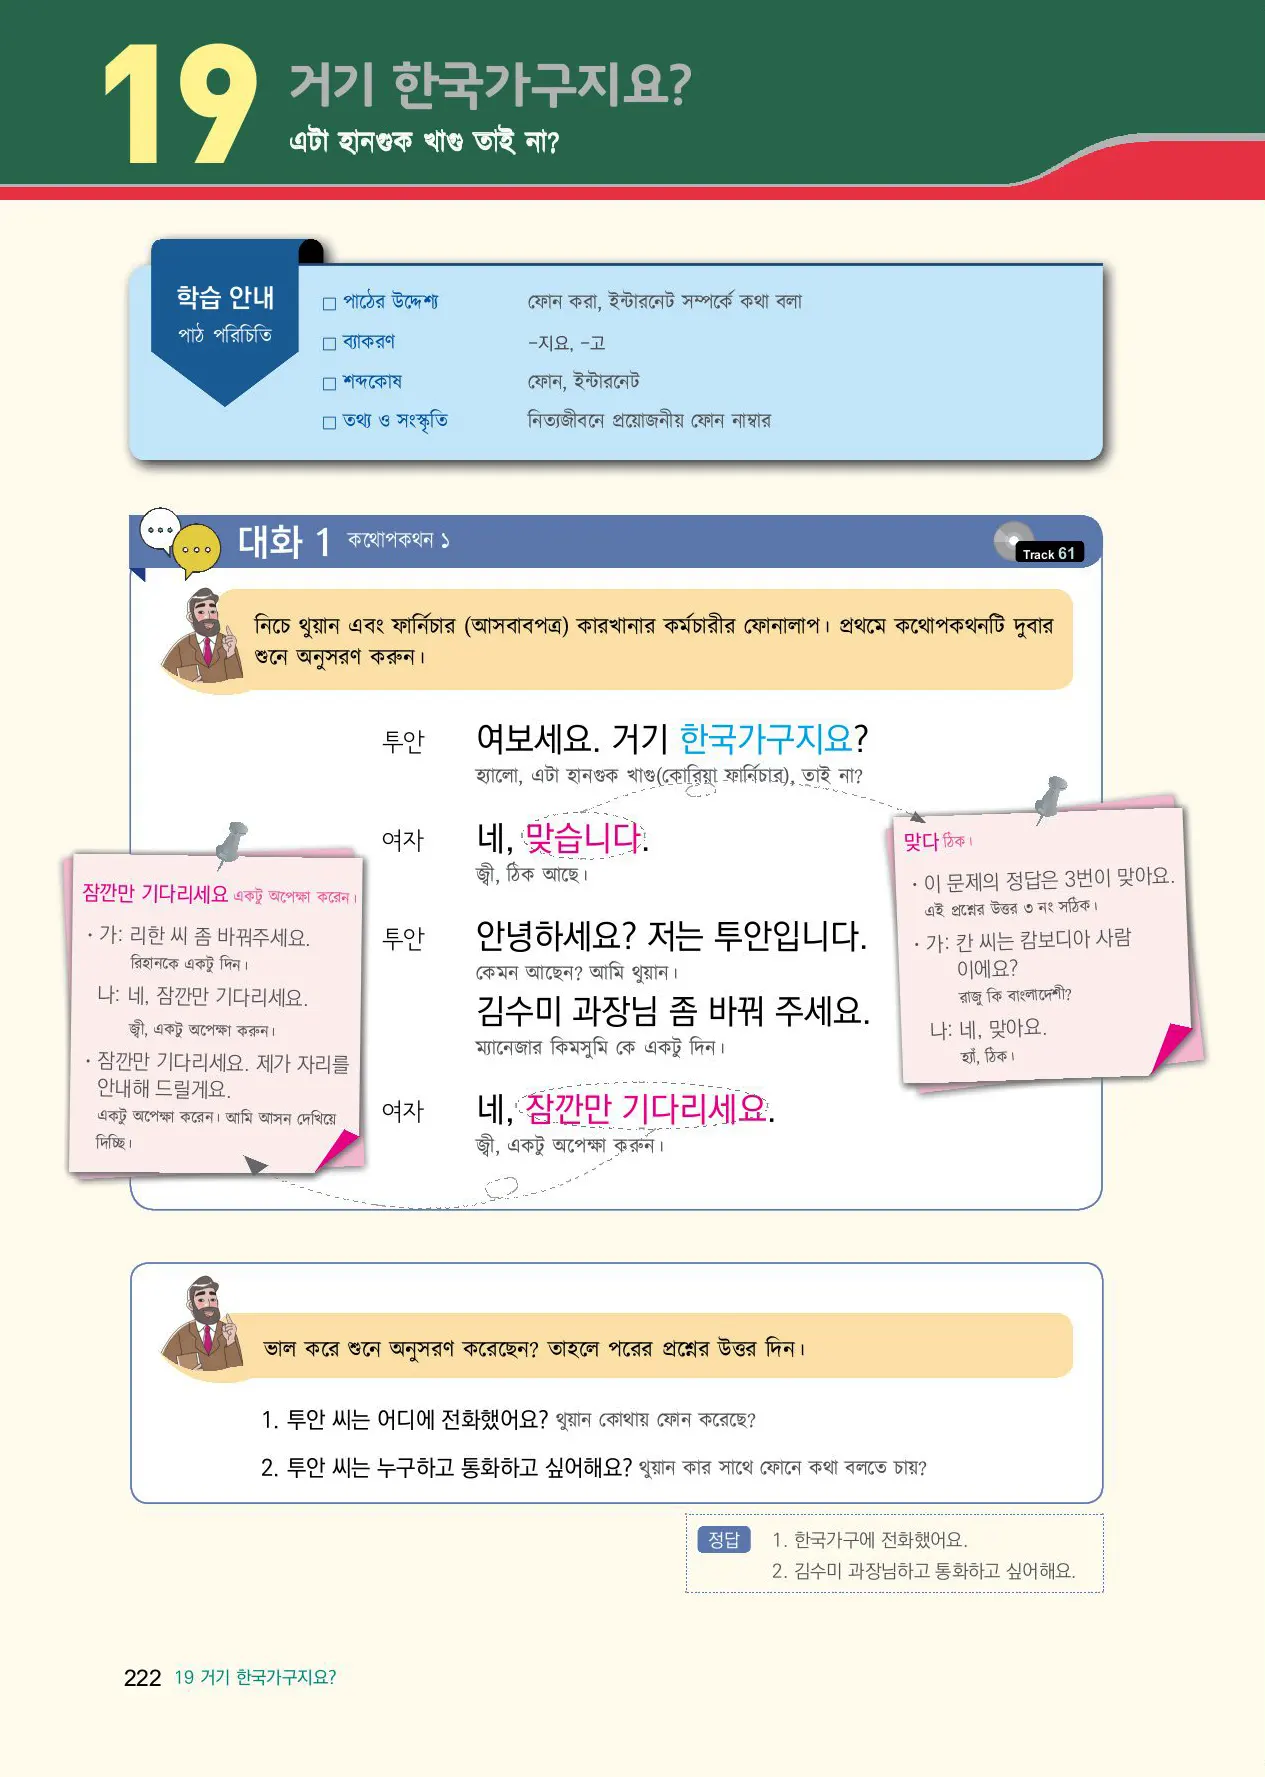 19
거기 한국가구지요?
এটা হানগুক খাগু তাই না?
학습 안내
পাঠ পরিচিতি
□ পাঠের উদ্দেশ্য ফোন করা, ইন্টারনেট সম্পর্কে কথা বলা
□ ব্যাকরণ -지요, -고
□ শব্দকোষ ফোন, ইন্টারনেট
□ তথ্য ও সংস্কৃতি নিত্যজীবনে প্রয়োজনীয় ফোন নাম্বার
대화 1 কথোপকথন ১
Track 61
নিচে থুয়ান এবং ফার্নিচার (আসবাবপত্র) কারখানার কর্মচারীর ফোনালাপ। প্রথমে কথোপকথনটি দুবার
শুনে অনুসরণ করুন।
투안 여보세요. 거기 한국가구지요?
হ্যালো, এটা হানগুক খাগু(কোরিয়া ফার্নিচার), তাই না?
여자 네, 맞습니다.
জ্বী, ঠিক আছে।
투안 안녕하세요? 저는 투안입니다.
কেমন আছেন? আমি থুয়ান।
김수미 과장님 좀 바꿔 주세요.
ম্যানেজার কিমসুমি কে একটু দিন।
여자 네, 잠깐만 기다리세요.
জ্বী, একটু অপেক্ষা করুন।
맞다 ঠিক।
• 이 문제의 정답은 3번이 맞아요.
এই প্রশ্নের উত্তর ৩ নং সঠিক।
• 가: 칸 씨는 캄보디아 사람
이에요?
রাজু কি বাংলাদেশী?
나: 네, 맞아요.
হ্যাঁ, ঠিক।
잠깐만 기다리세요 একটু অপেক্ষা করেন।
• 가: 리한 씨 좀 바꿔주세요.
রিহানকে একটু দিন।
나: 네, 잠깐만 기다리세요.
জ্বী, একটু অপেক্ষা করুন।
• 잠깐만 기다리세요. 제가 자리를
안내해 드릴게요.
একটু অপেক্ষা করেন। আমি আসন দেখিয়ে
দিচ্ছি।
ভাল করে শুনে অনুসরণ করেছেন? তাহলে পরের প্রশ্নের উত্তর দিন।
1. 투안 씨는 어디에 전화했어요? থুয়ান কোথায় ফোন করেছে?
2. 투안 씨는 누구하고 통화하고 싶어해요? থুয়ান কার সাথে ফোনে কথা বলতে চায়?
정답 1. 한국가구에 전화했어요.
2. 김수미 과장님하고 통화하고 싶어해요.
222 19 거기 한국가구지요?